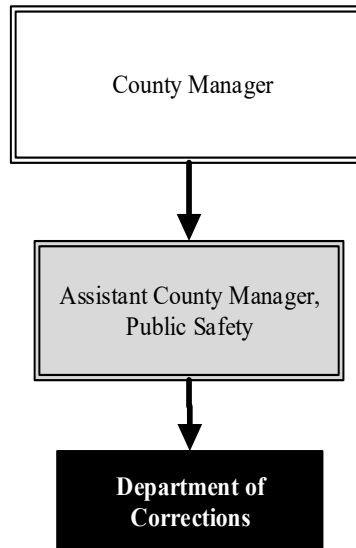 County Manager
Assistant County Manager,
Public Safety
Department of
Corrections